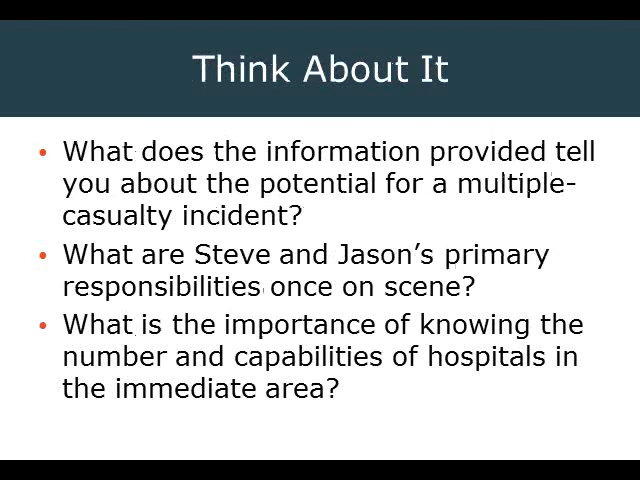 Think About It
• What does the information provided tell
you about the potential for a multiple-
casualty incident?
• What are Steve and Jason’s primary
responsibilities once on scene?
• What is the importance of knowing the
number and capabilities of hospitals in
the immediate area?